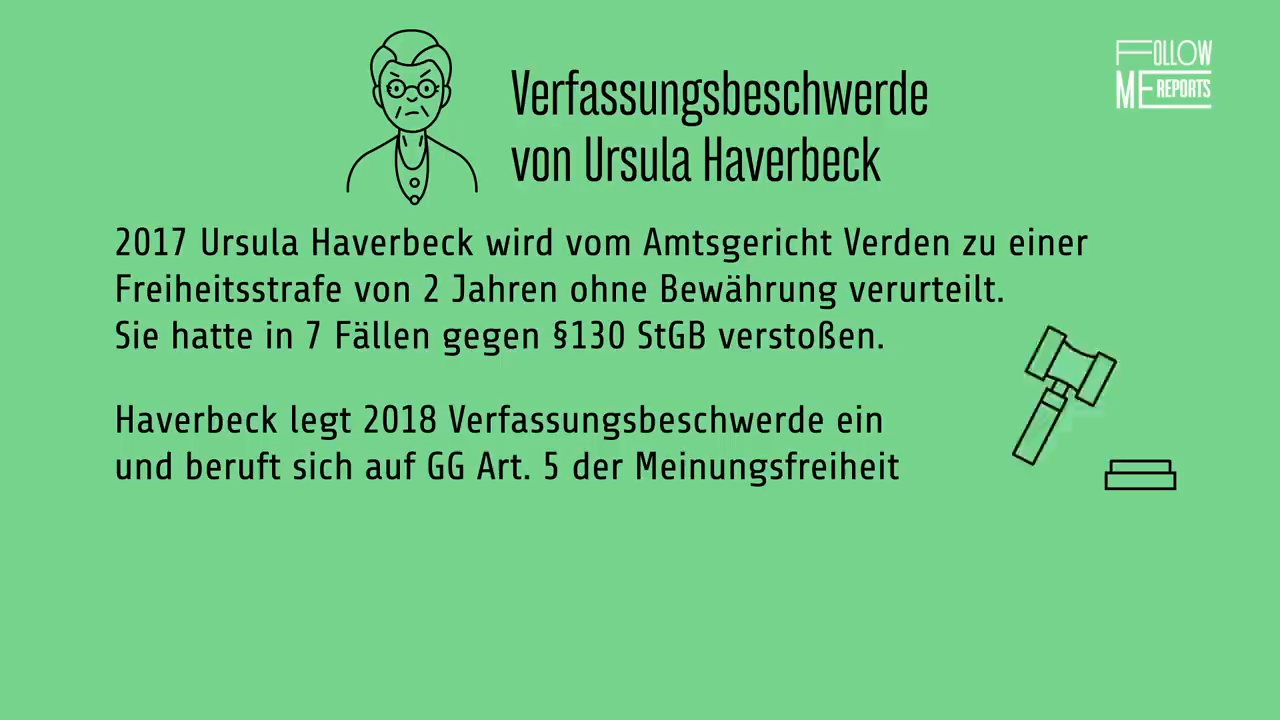 Verfassungsbeschwerde
von Ursula Haverbeck
FOLLOW
ME REPORTS
2017 Ursula Haverbeck wird vom Amtsgericht Verden zu einer
Freiheitsstrafe von 2 Jahren ohne Bewährung verurteilt.
Sie hatte in 7 Fällen gegen §130 StGB verstoßen.
Haverbeck legt 2018 Verfassungsbeschwerde ein
und beruft sich auf GG Art. 5 der Meinungsfreiheit